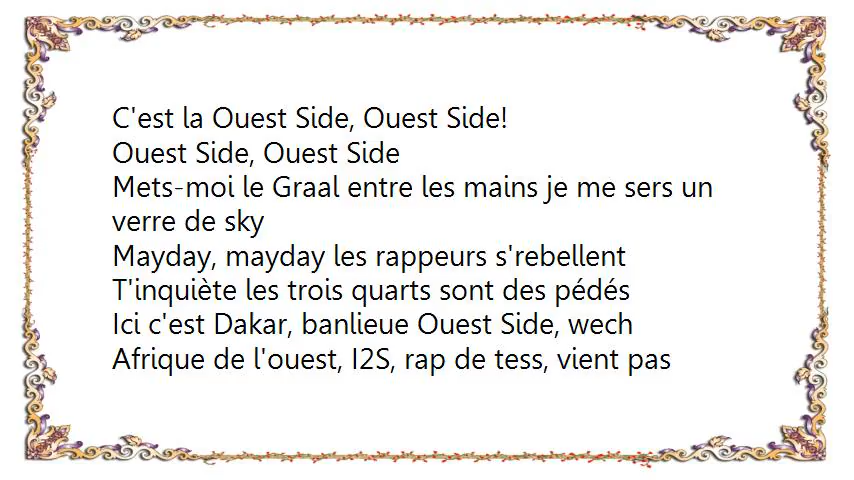 C'est la Ouest Side, Ouest Side!
Ouest Side, Ouest Side
Mets-moi le Graal entre les mains je me sers un
verre de sky
Mayday, mayday les rappeurs s'rebellent
T'inquiète les trois quarts sont des pédés
Ici c'est Dakar, banlieue Ouest Side, wech
Afrique de l'ouest, I2S, rap de tess, vient pas